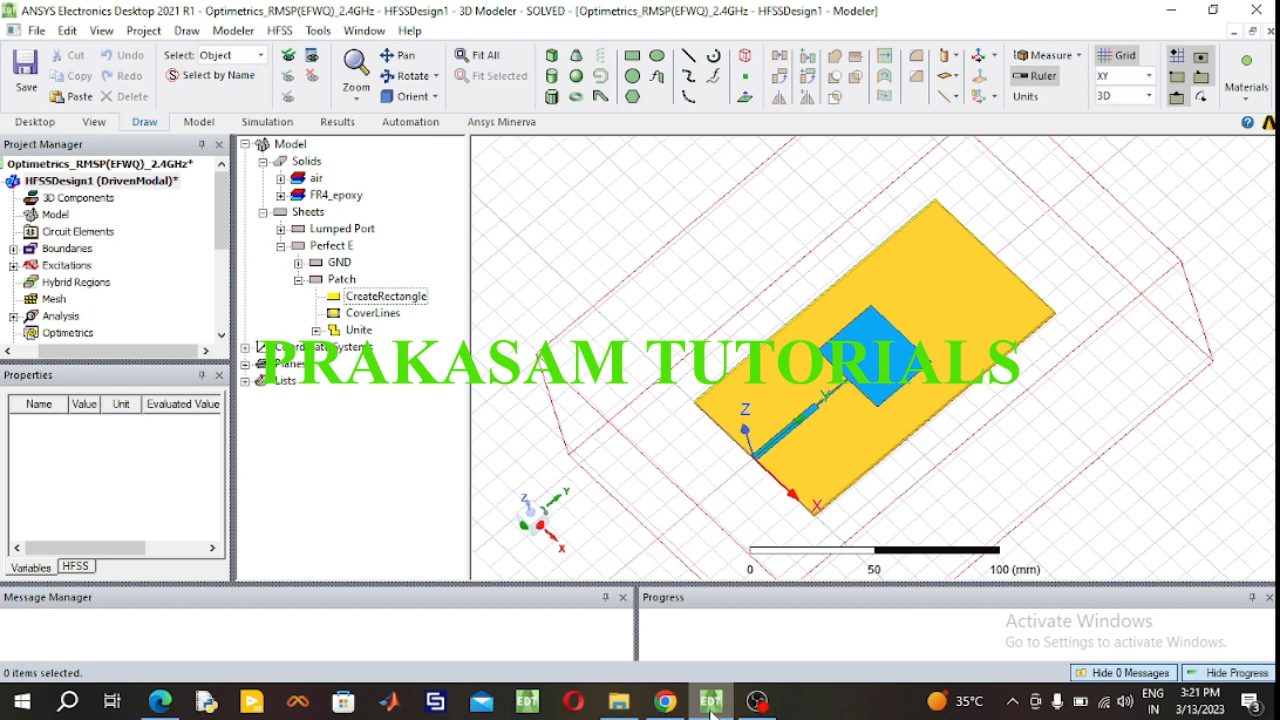 ANSYS Electronics Desktop 2021 R1 - Optimetrics_RMSP(EFWQ)_2.4GHz - HFSSDesign1 - 3D Modeler - SOLVED - [Optimetrics_RMSP(EFWQ)_2.4GHz - HFSSDesign1 - Modeler]
File Edit View Project Draw Modeler HFSS Tools Window Help
Save
Cut Undo
Copy Redo
Paste Delete
Select: Object
Select by Name
Zoom
Pan
Rotate
Orient
Fit All
Fit Selected
Measure
Ruler
Units
Grid
XY
3D
Materials
Desktop View Draw Model Simulation Results Automation Ansys Minerva
Project Manager
Optimetrics_RMSP(EFWQ)_2.4GHz*
HFSSDesign1 (DrivenModal)*
3D Components
Model
Circuit Elements
Boundaries
Excitations
Hybrid Regions
Mesh
Analysis
Optimetrics
Properties
Name Value Unit Evaluated Value
Variables HFSS
Model
Solids
air
FR4_epoxy
Sheets
Lumped Port
Perfect E
GND
Patch
CreateRectangle
CoverLines
Unite
Coordinate Systems
Planes
Lists
PRAKASAM TUTORIALS
Z
Y
X
Z
Y
X
0 50 100 (mm)
Message Manager
Progress
Activate Windows
Go to Settings to activate Windows.
0 items selected.
Hide 0 Messages Hide Progress
EDT
EDT
35°C
ENG
IN
3:21 PM
3/13/2023
3